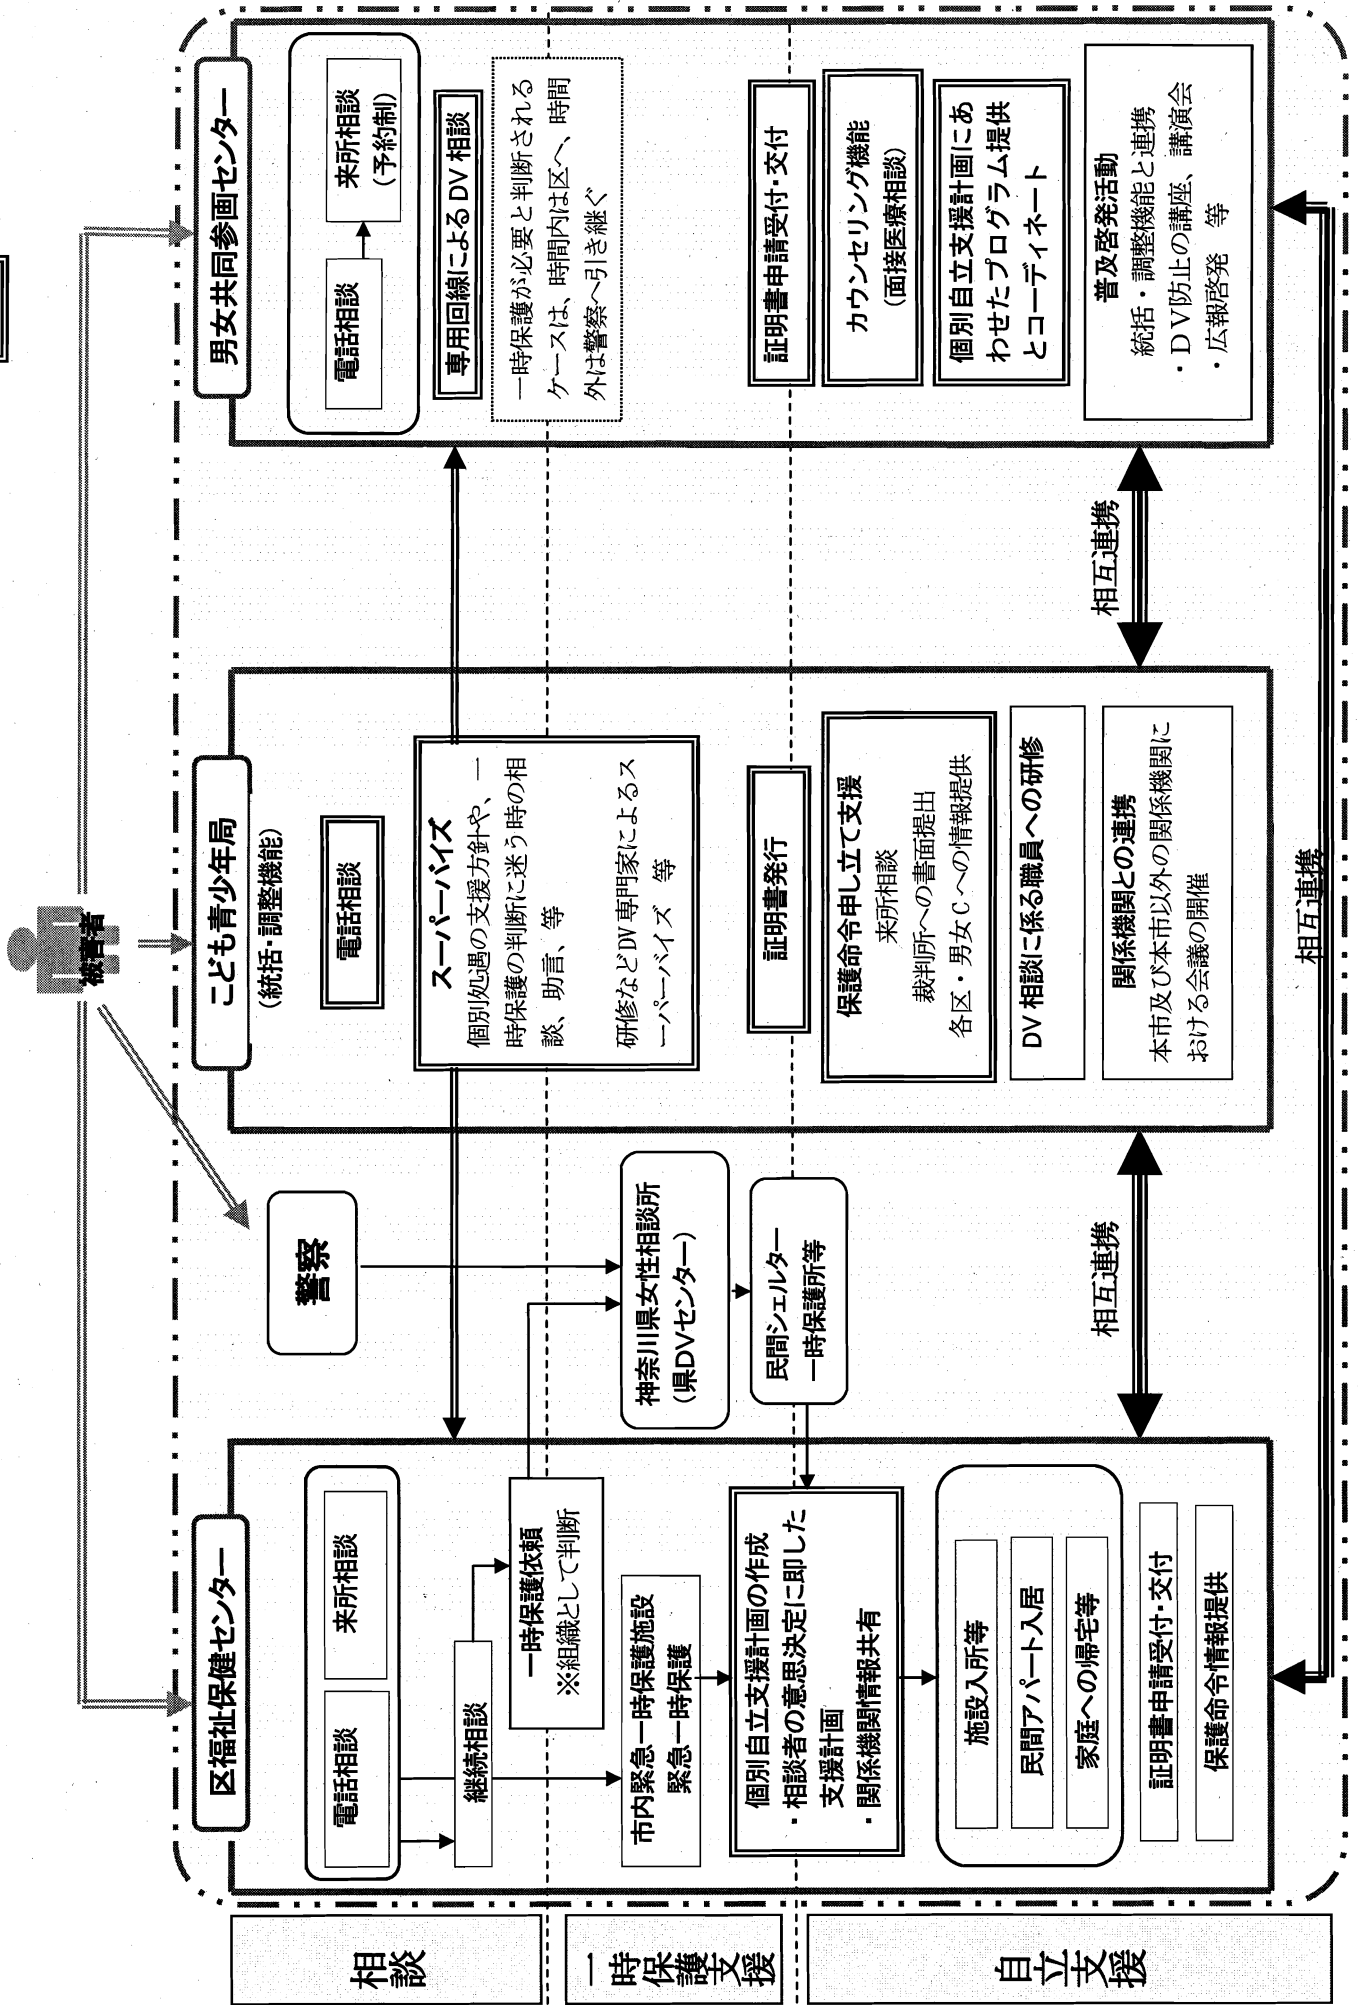 被害者
区福祉保健センター
こども青少年局
(統括・調整機能)
男女共同参画センター
警察
相談
電話相談
来所相談
継続相談
一時保護依頼
※組織として判断
電話相談
スーパーバイズ
個別処遇の支援方針や、一
時保護の判断に迷う時の相
談、助言、等
研修などDV専門家によるス
ーパーバイズ　等
電話相談
来所相談
(予約制)
専用回線によるDV相談
一時保護が必要と判断される
ケースは、時間内は区へ、時間
外は警察へ引き継ぐ
一時保護支援
市内緊急一時保護施設
緊急一時保護
神奈川県女性相談所
(県DVセンター)
民間シェルター
一時保護所等
証明書発行
証明書申請受付・交付
自立支援
個別自立支援計画の作成
・相談者の意思決定に即した
支援計画
・関係機関情報共有
施設入所等
民間アパート入居
家庭への帰宅等
証明書申請受付・交付
保護命令情報提供
保護命令申し立て支援
来所相談
裁判所への書面提出
各区・男女Cへの情報提供
DV相談に係る職員への研修
関係機関との連携
本市及び本市以外の関係機関に
おける会議の開催
カウンセリング機能
(面接医療相談)
個別自立支援計画にあ
わせたプログラム提供
とコーディネート
普及啓発活動
統括・調整機能と連携
・DV防止の講座、講演会
・広報啓発　等
相互連携
相互連携
相互連携